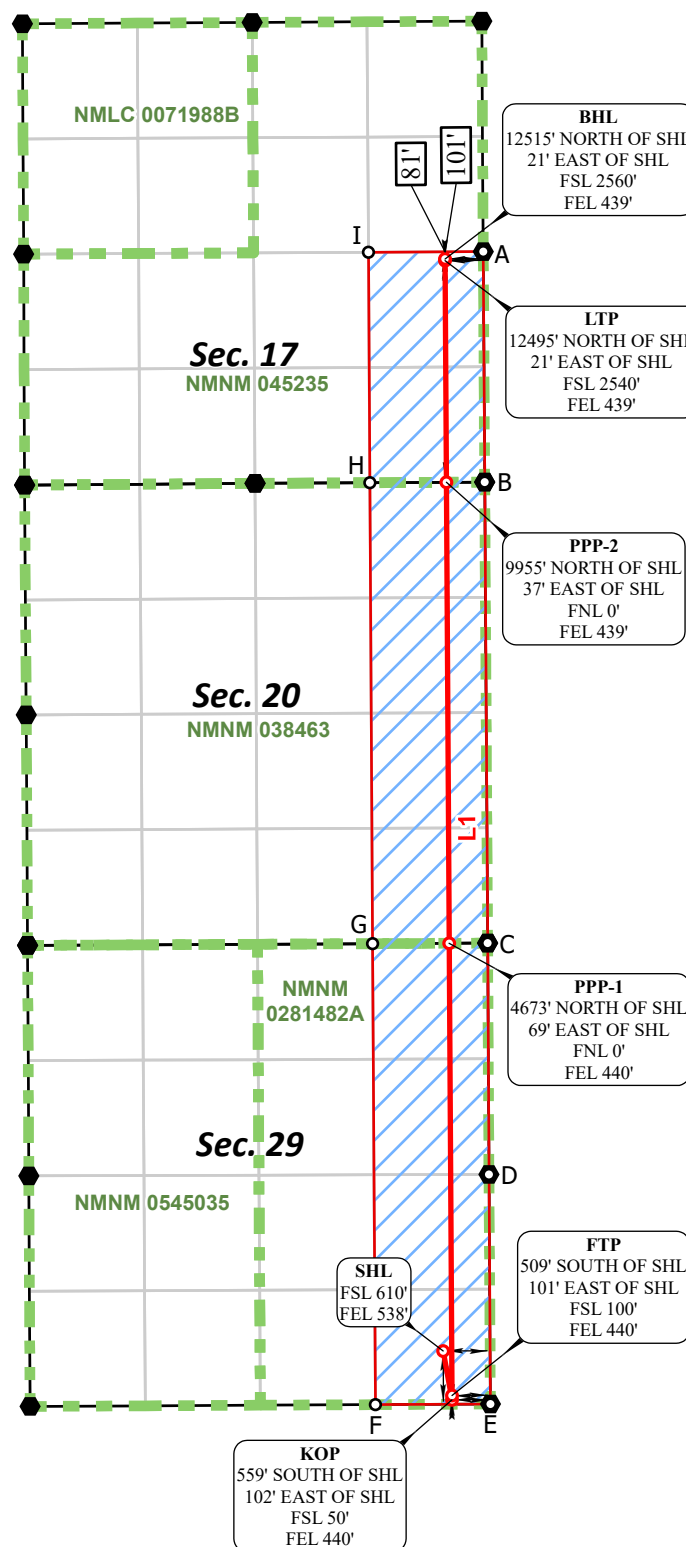 NMLC 0071988B
81'
101'
BHL
12515' NORTH OF SHL
21' EAST OF SHL
FSL 2560'
FEL 439'
I
A
LTP
12495' NORTH OF SHL
21' EAST OF SHL
FSL 2540'
FEL 439'
Sec. 17
NMNM 045235
H
B
PPP-2
9955' NORTH OF SHL
37' EAST OF SHL
FNL 0'
FEL 439'
Sec. 20
NMNM 038463
L1
G
C
NMNM
0281482A
PPP-1
4673' NORTH OF SHL
69' EAST OF SHL
FNL 0'
FEL 440'
Sec. 29
D
NMNM 0545035
SHL
FSL 610'
FEL 538'
FTP
509' SOUTH OF SHL
101' EAST OF SHL
FSL 100'
FEL 440'
F
E
KOP
559' SOUTH OF SHL
102' EAST OF SHL
FSL 50'
FEL 440'